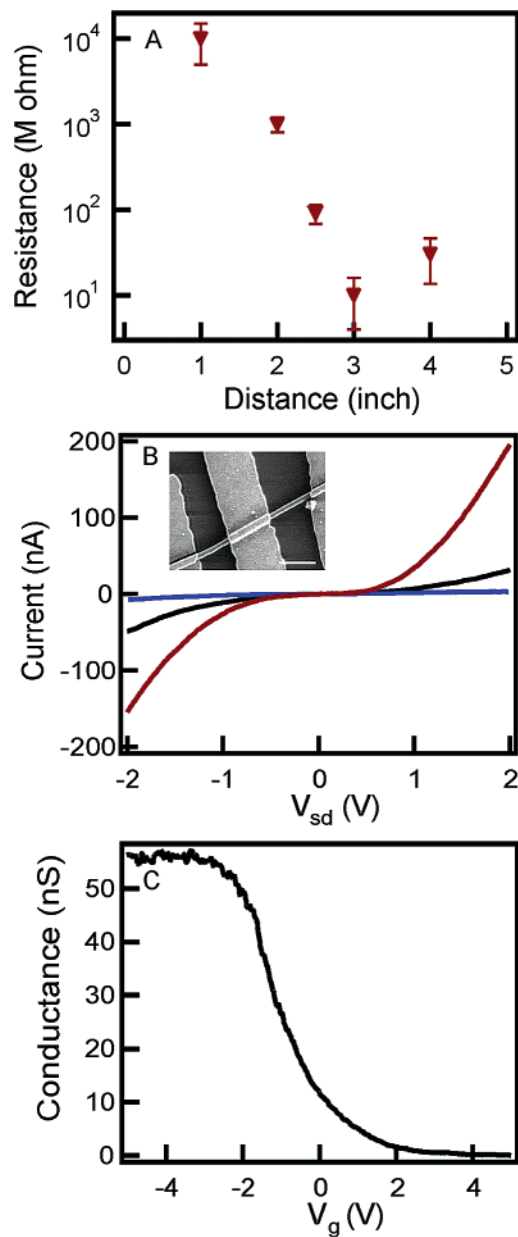 A
Resistance (M ohm)
10^4
10^3
10^2
10^1
0 1 2 3 4 5
Distance (inch)
B
Current (nA)
200
100
0
-100
-200
-2 -1 0 1 2
V_sd (V)
C
Conductance (nS)
50
40
30
20
10
0
-4 -2 0 2 4
V_g (V)